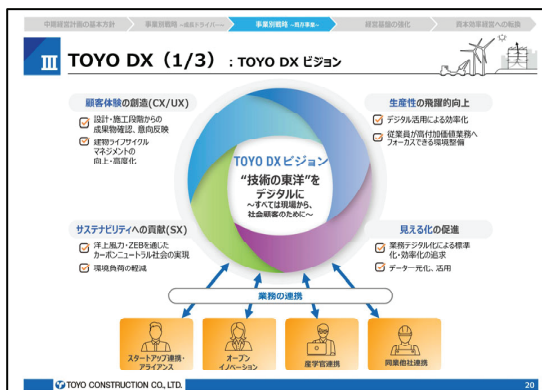 中期経営計画の基本方針
事業別戦略 ~成長ドライバー~
事業別戦略 ~既存事業~
経営基盤の強化
資本効率経営への転換
III
TOYO DX（1/3）：TOYO DX ビジョン
顧客体験の創造(CX/UX)
設計・施工段階からの
成果物確認、意向反映
建物ライフサイクル
マネジメントの
向上・高度化
生産性の飛躍的向上
デジタル活用による効率化
従業員が高付加価値業務へ
フォーカスできる環境整備
TOYO DXビジョン
“技術の東洋”を
デジタルに
~すべては現場から、
社会顧客のために~
サステナビリティへの貢献(SX)
洋上風力・ZEBを通じた
カーボンニュートラル社会の実現
環境負荷の軽減
見える化の促進
業務デジタル化による標準
化・効率化の追求
データ一元化、活用
業務の連携
スタートアップ連携・
アライアンス
オープン
イノベーション
産学官連携
同業他社連携
TOYO CONSTRUCTION CO., LTD.
20